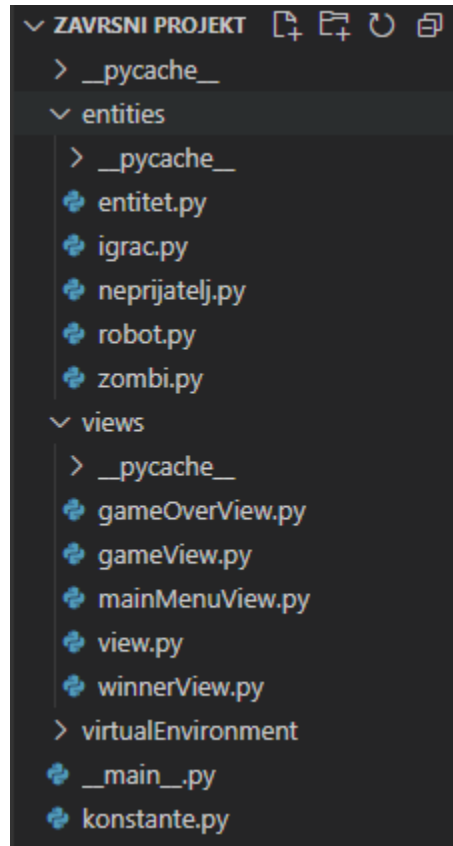 ZAVRSNI PROJEKT
__pycache__
entities
__pycache__
entitet.py
igrac.py
neprijatelj.py
robot.py
zombi.py
views
__pycache__
gameOverView.py
gameView.py
mainMenuView.py
view.py
winnerView.py
virtualEnvironment
__main__.py
konstante.py